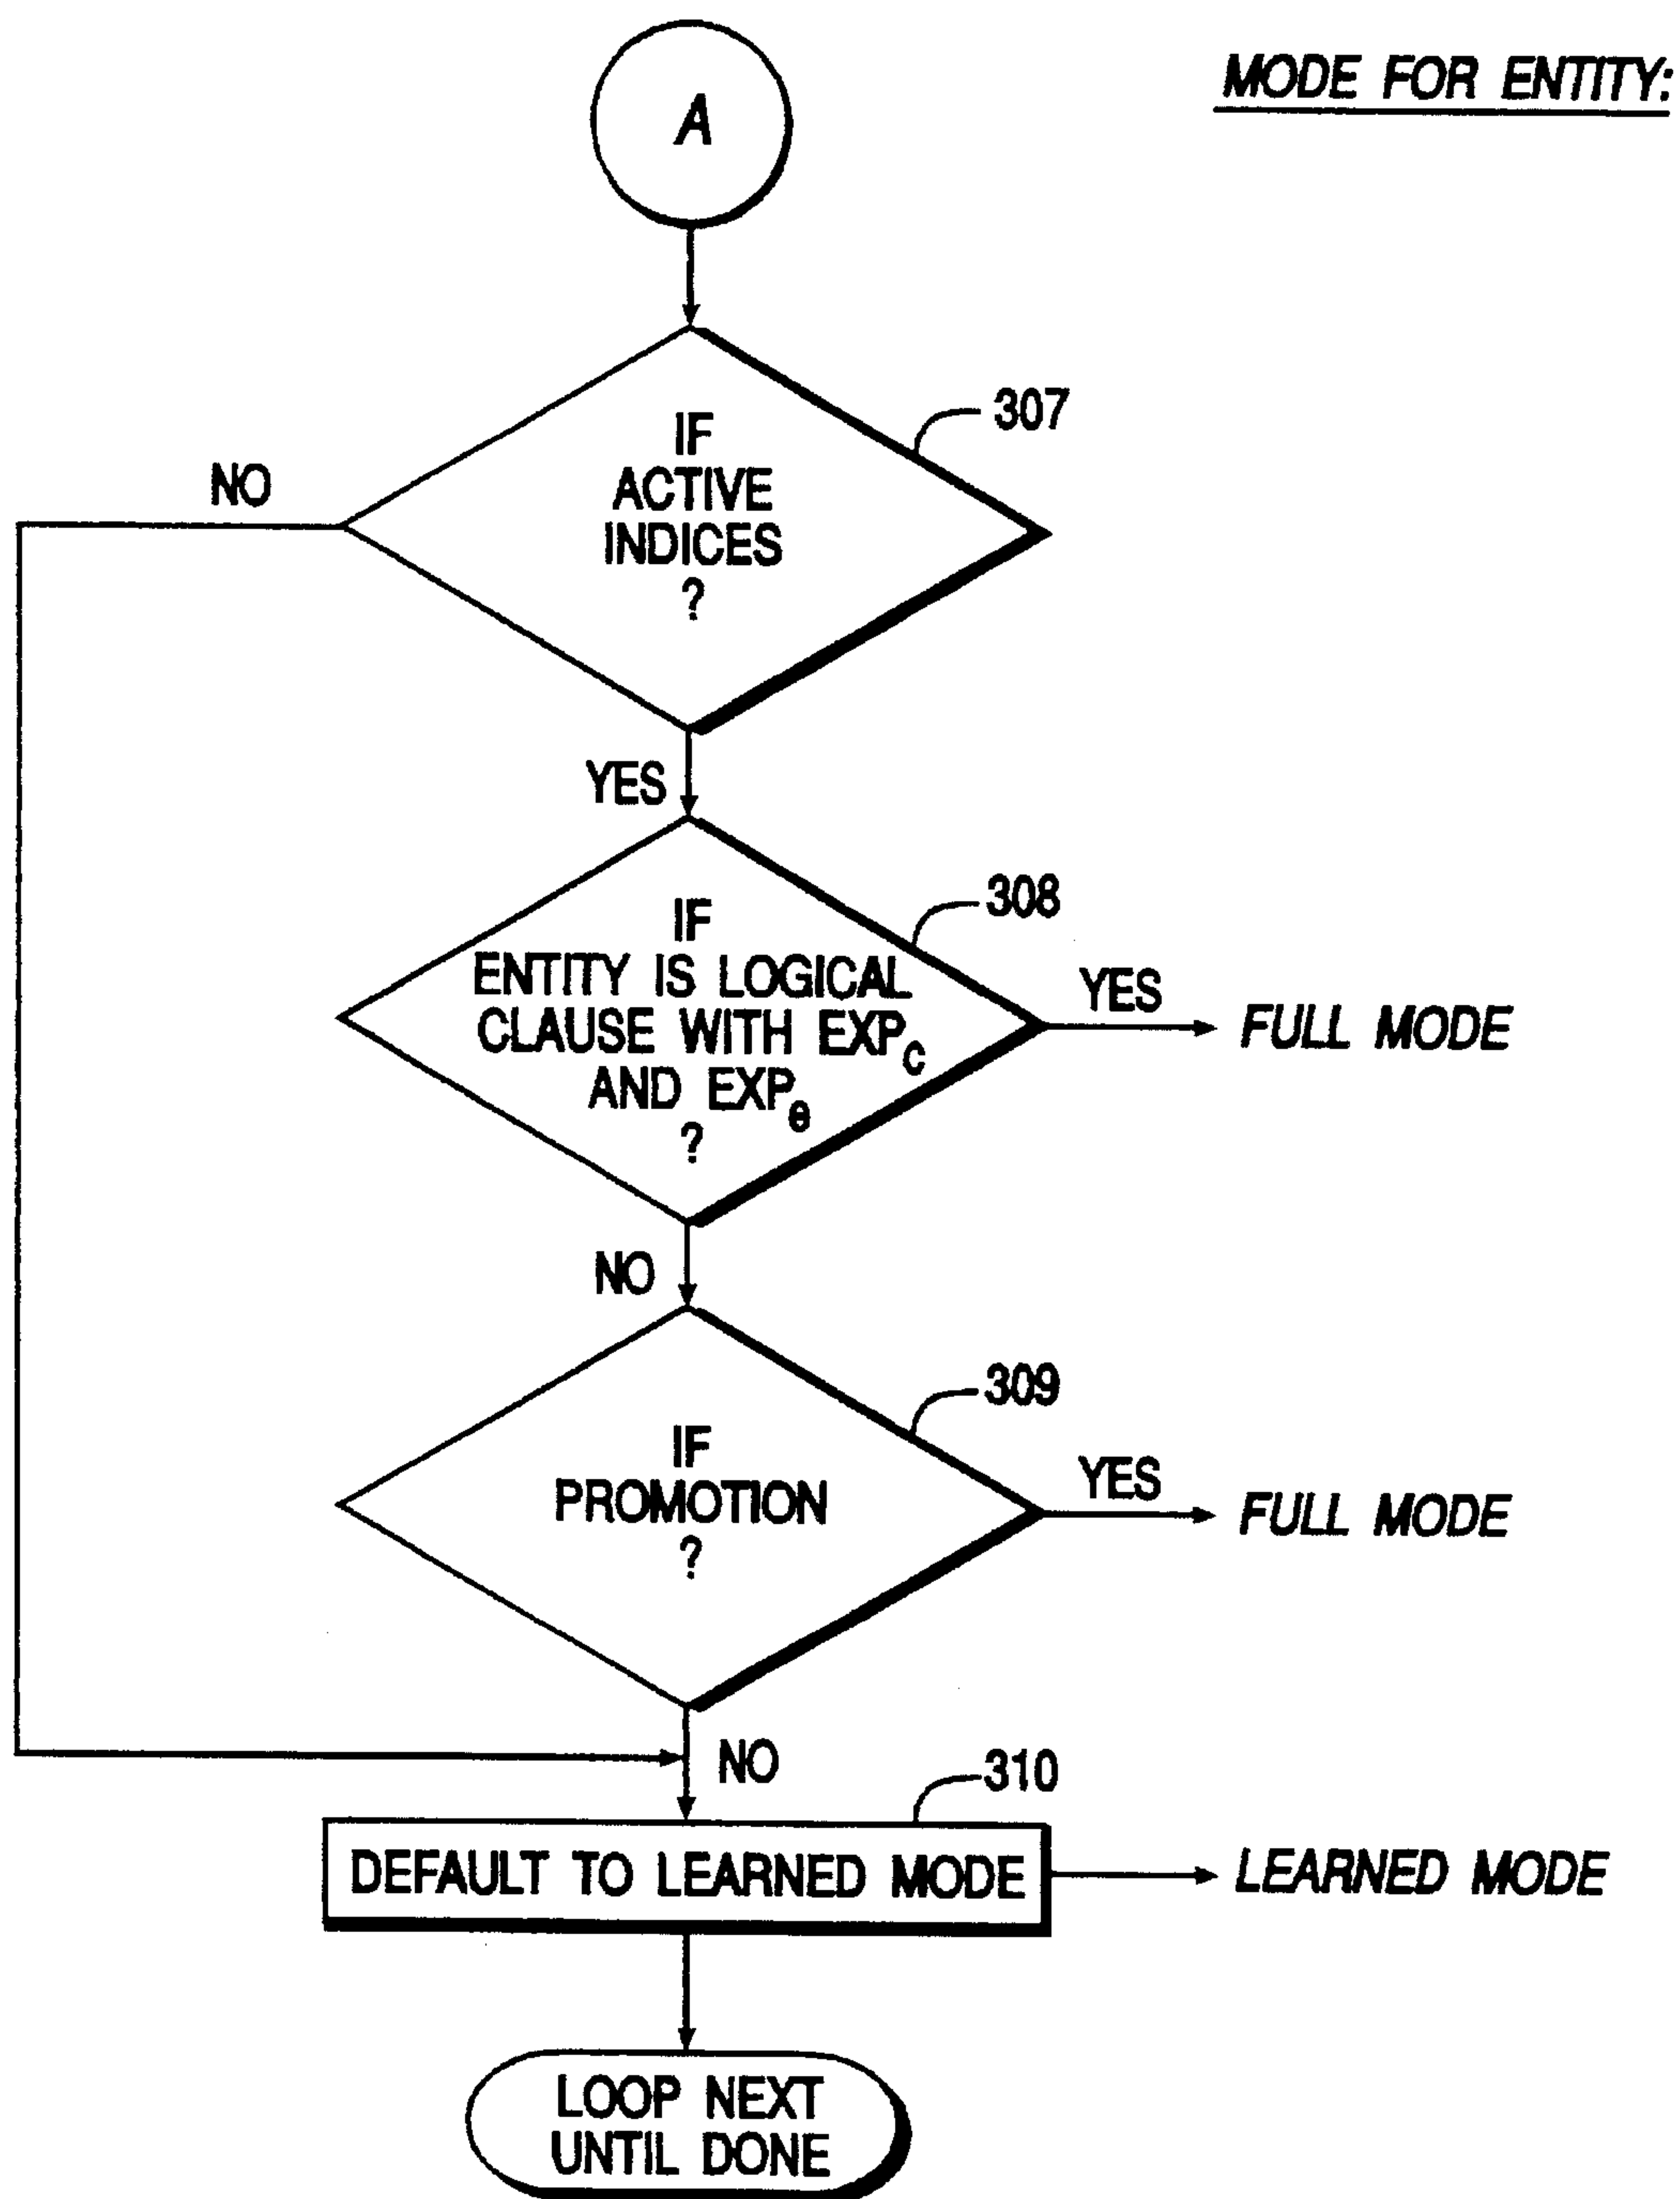 MODE FOR ENTITY:
A
307
IF
ACTIVE
INDICES
?
NO
YES
308
IF
ENTITY IS LOGICAL
CLAUSE WITH EXP_C
AND EXP_θ
?
YES
FULL MODE
NO
309
IF
PROMOTION
?
YES
FULL MODE
NO
310
DEFAULT TO LEARNED MODE
LEARNED MODE
LOOP NEXT
UNTIL DONE